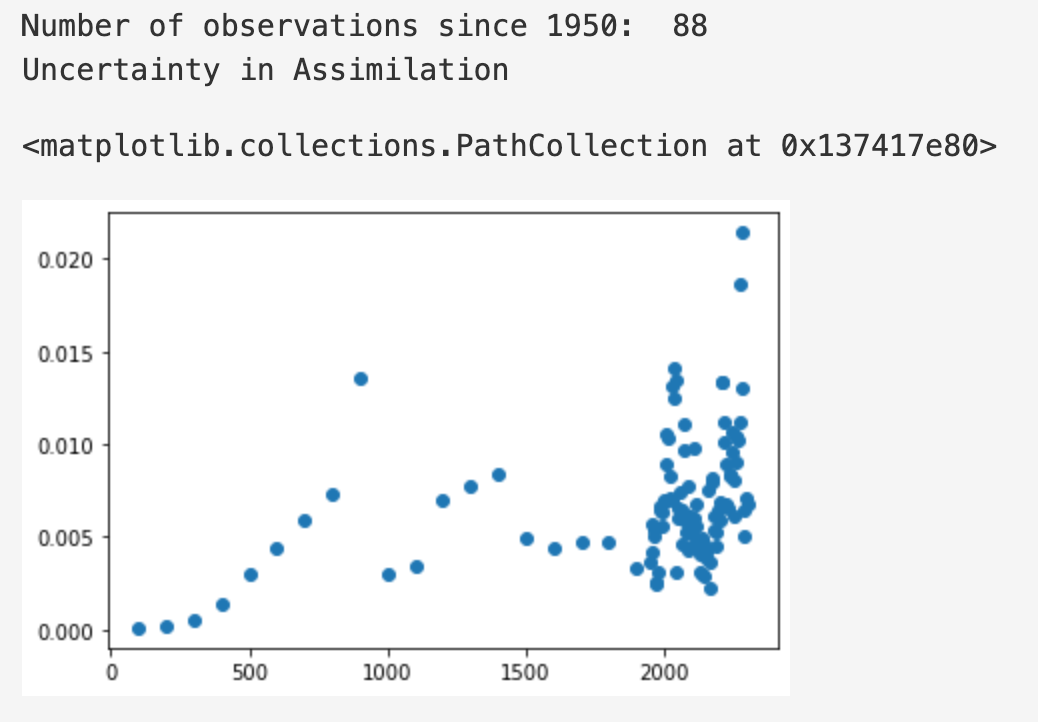 Number of observations since 1950:  88
Uncertainty in Assimilation
<matplotlib.collections.PathCollection at 0x137417e80>
0.020
0.015
0.010
0.005
0.000
0 500 1000 1500 2000